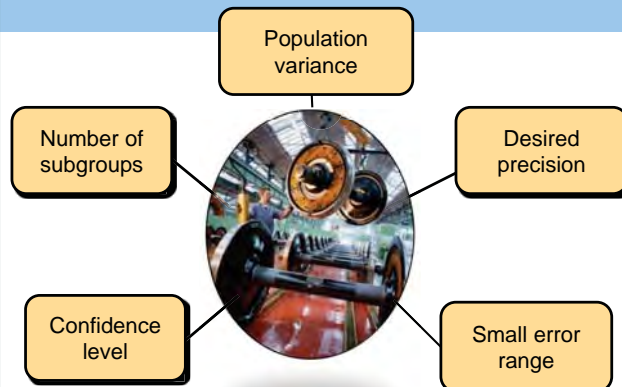 Population
variance
Number of
subgroups
Desired
precision
Confidence
level
Small error
range